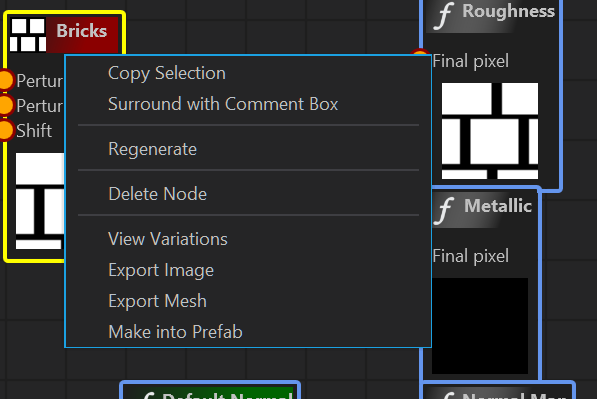 Bricks
Pertur
Pertur
Shift
Copy Selection
Surround with Comment Box
Regenerate
Delete Node
View Variations
Export Image
Export Mesh
Make into Prefab
Roughness
Final pixel
Metallic
Final pixel
Default Normal
Normal Map